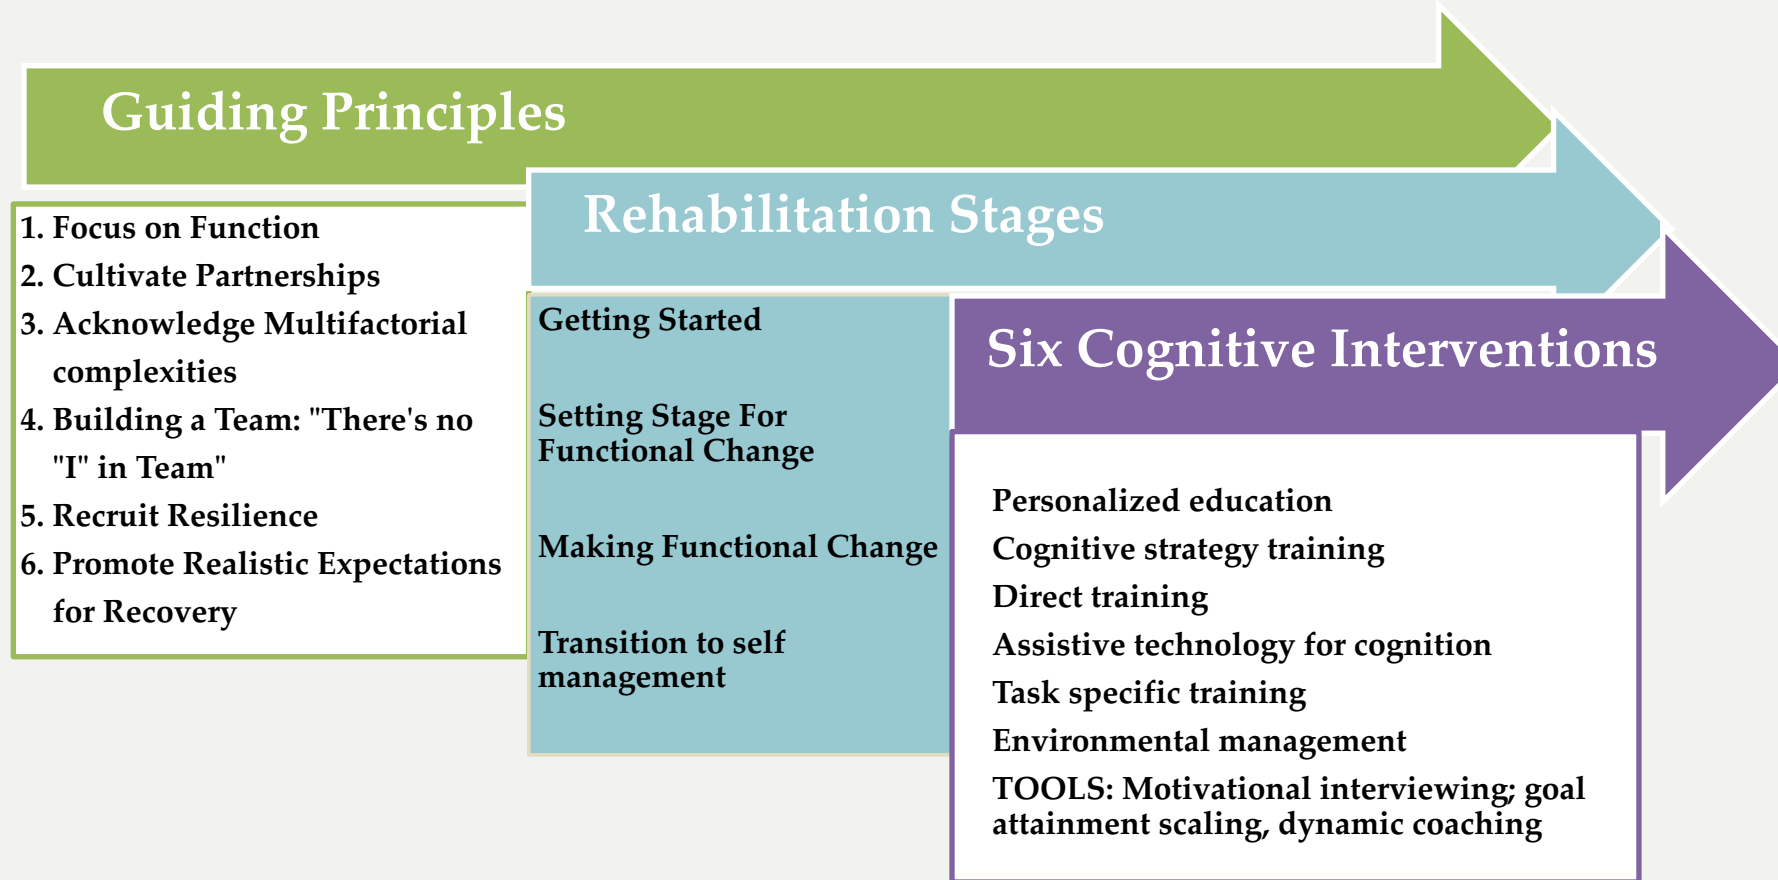 Guiding Principles
1. Focus on Function
2. Cultivate Partnerships
3. Acknowledge Multifactorial
complexities
4. Building a Team: "There's no
"I" in Team"
5. Recruit Resilience
6. Promote Realistic Expectations
for Recovery
Rehabilitation Stages
Getting Started
Setting Stage For
Functional Change
Making Functional Change
Transition to self
management
Six Cognitive Interventions
Personalized education
Cognitive strategy training
Direct training
Assistive technology for cognition
Task specific training
Environmental management
TOOLS: Motivational interviewing; goal
attainment scaling, dynamic coaching